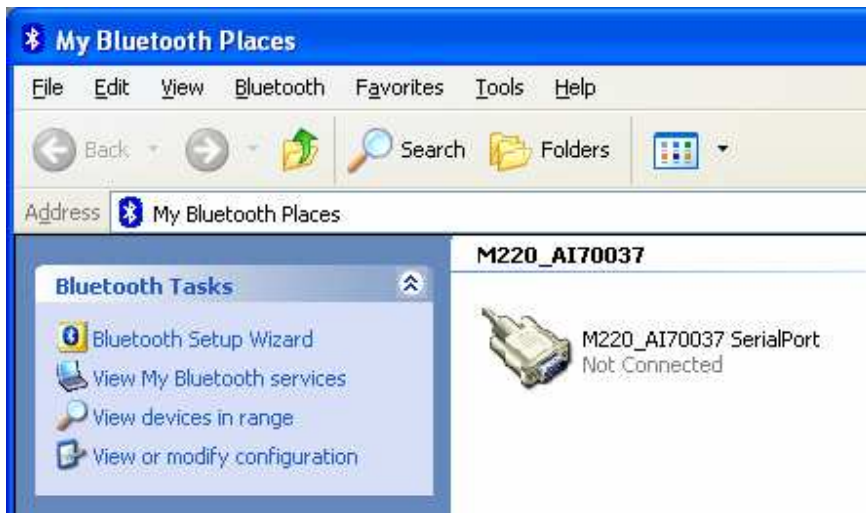 My Bluetooth Places
File Edit View Bluetooth Favorites Tools Help
Back Search Folders
Address My Bluetooth Places
M220_AI70037
Bluetooth Tasks
Bluetooth Setup Wizard
View My Bluetooth services
View devices in range
View or modify configuration
M220_AI70037 SerialPort
Not Connected